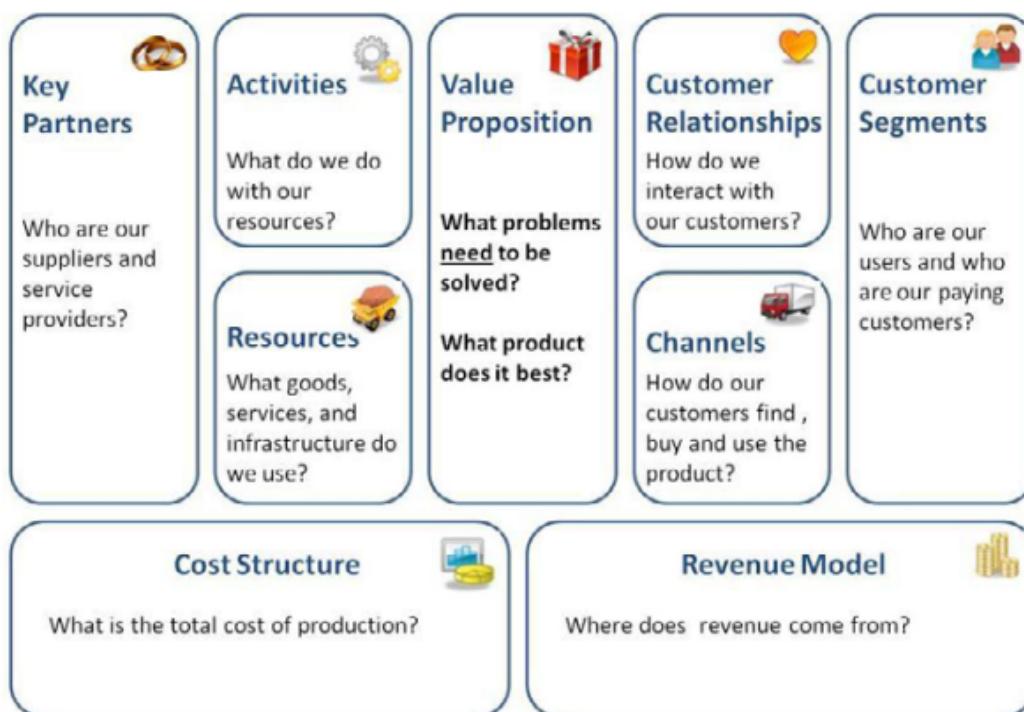 Key
Partners
Who are our
suppliers and
service
providers?
Activities
What do we do
with our
resources?
Resources
What goods,
services, and
infrastructure do
we use?
Value
Proposition
What problems
need to be
solved?
What product
does it best?
Customer
Relationships
How do we
interact with
our customers?
Channels
How do our
customers find ,
buy and use the
product?
Customer
Segments
Who are our
users and who
are our paying
customers?
Cost Structure
What is the total cost of production?
Revenue Model
Where does revenue come from?